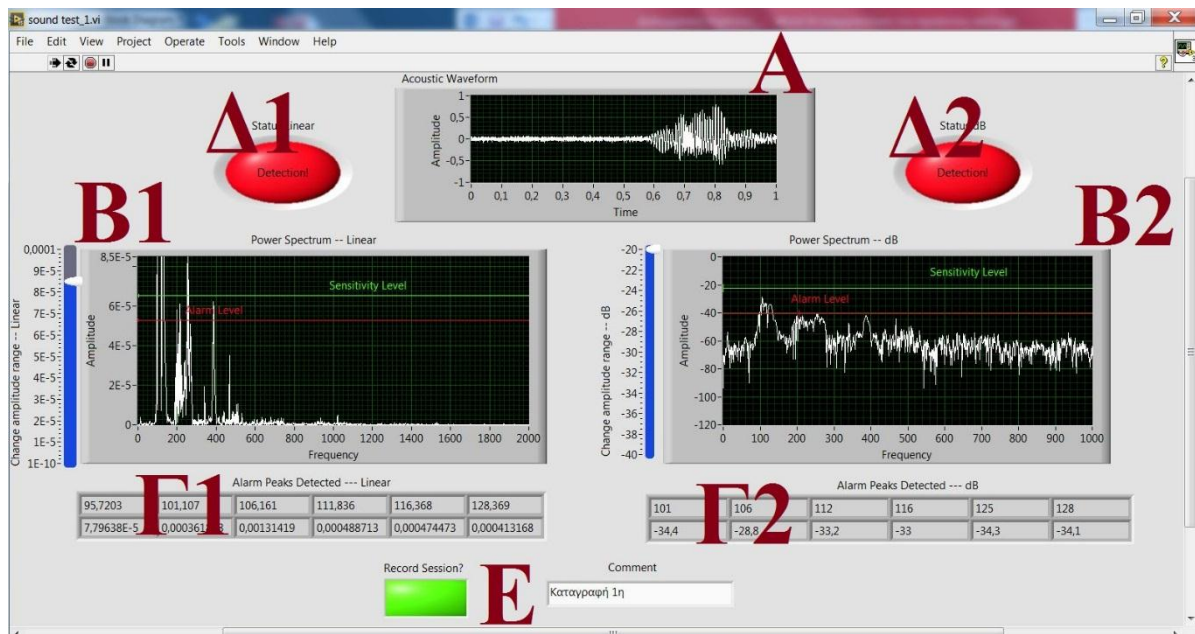 sound test_1.vi
File Edit View Project Operate Tools Window Help
A
Acoustic Waveform
Amplitude
1
0,5
0
-0,5
-1
0 0,1 0,2 0,3 0,4 0,5 0,6 0,7 0,8 0,9 1
Time
Δ1
Status Linear
Detection!
Δ2
Status dB
Detection!
B1
Power Spectrum -- Linear
Change amplitude range -- Linear
0,0001
9E-5
8E-5
7E-5
6E-5
5E-5
4E-5
3E-5
2E-5
1E-5
1E-10
Amplitude
8,5E-5
6E-5
4E-5
2E-5
0
Sensitivity Level
Alarm Level
0 200 400 600 800 1000 1200 1400 1600 1800 2000
Frequency
B2
Power Spectrum -- dB
Change amplitude range -- dB
-20
-22
-24
-26
-28
-30
-32
-34
-36
-38
-40
Amplitude
0
-20
-40
-60
-80
-100
-120
Sensitivity Level
Alarm Level
0 100 200 300 400 500 600 700 800 900 1000
Frequency
Γ1
Alarm Peaks Detected --- Linear
95,7203 101,107 106,161 111,836 116,368 128,369
7,79638E-5 0,00131419 0,000488713 0,000474473 0,000413168
Γ2
Alarm Peaks Detected --- dB
101 106 112 116 125 128
-34,4 -28,8 -33,2 -33 -34,3 -34,1
Record Session?
E
Comment
Καταγραφή 1η